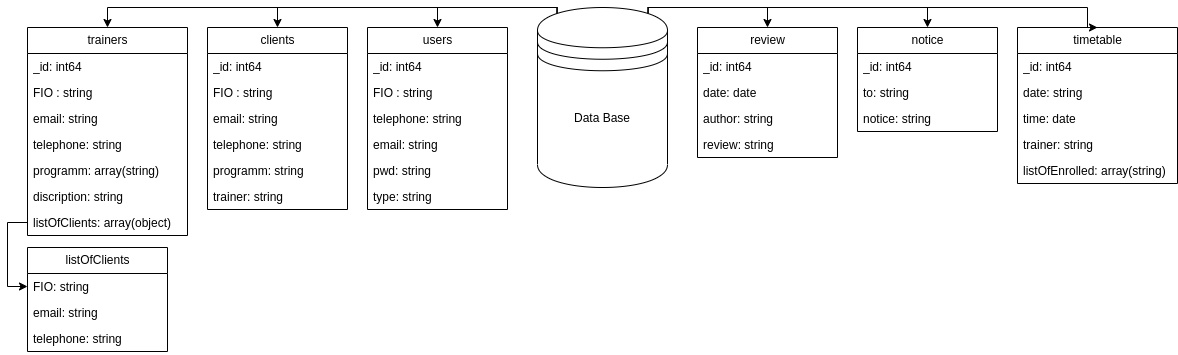 trainers
_id: int64
FIO : string
email: string
telephone: string
programm: array(string)
discription: string
listOfClients: array(object)
listOfClients
FIO: string
email: string
telephone: string
clients
_id: int64
FIO : string
email: string
telephone: string
programm: string
trainer: string
users
_id: int64
FIO : string
telephone: string
email: string
pwd: string
type: string
Data Base
review
_id: int64
date: date
author: string
review: string
notice
_id: int64
to: string
notice: string
timetable
_id: int64
date: string
time: date
trainer: string
listOfEnrolled: array(string)